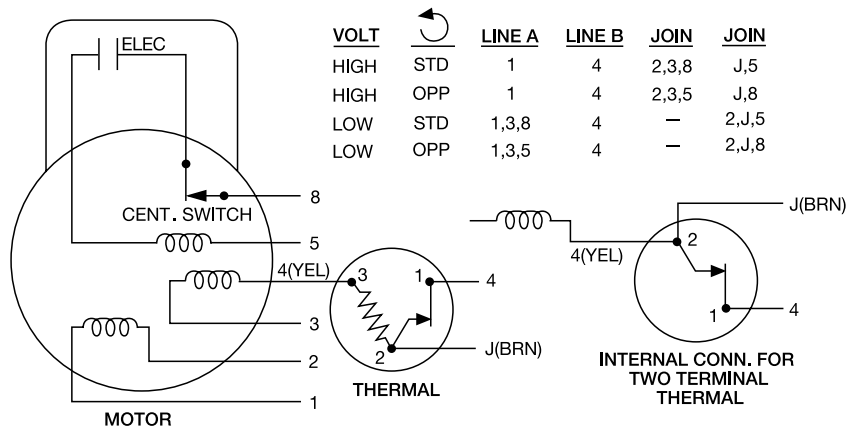 VOLT LINE A LINE B JOIN JOIN
HIGH STD 1 4 2,3,8 J,5
HIGH OPP 1 4 2,3,5 J,8
LOW STD 1,3,8 4 – 2,J,5
LOW OPP 1,3,5 4 – 2,J,8
ELEC
8
CENT. SWITCH
5
4(YEL)
3
1
4
3
2
J(BRN)
2
1
THERMAL
MOTOR
J(BRN)
2
4(YEL)
1
4
INTERNAL CONN. FOR
TWO TERMINAL
THERMAL